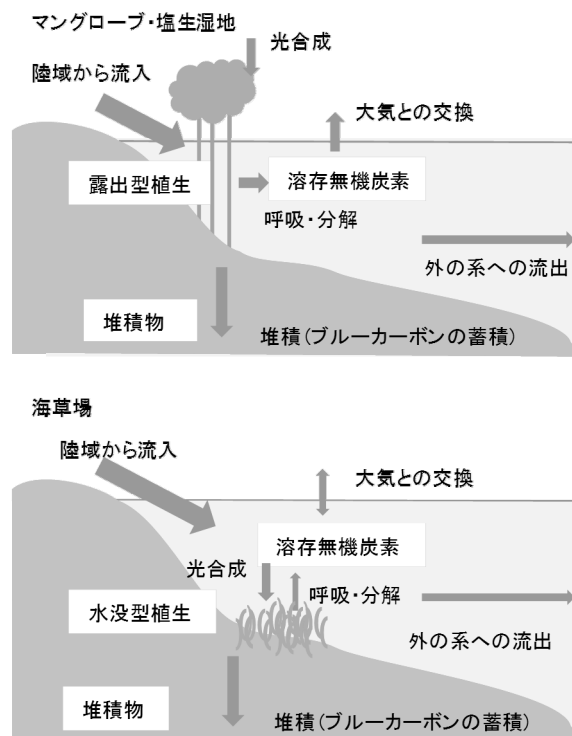 マングローブ・塩生湿地
光合成
陸域から流入
大気との交換
露出型植生
溶存無機炭素
呼吸・分解
外の系への流出
堆積物
堆積(ブルーカーボンの蓄積)
海草場
陸域から流入
大気との交換
溶存無機炭素
光合成
呼吸・分解
水没型植生
外の系への流出
堆積物
堆積(ブルーカーボンの蓄積)